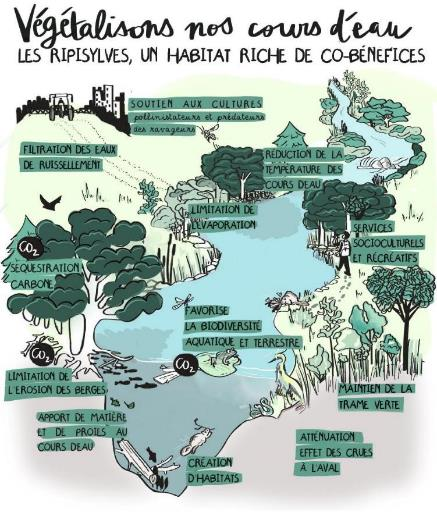 Végétalisons nos cours d'eau
LES RIPISYLVES, UN HABITAT RICHE DE CO-BÉNÉFICES
SOUTIEN AUX CULTURES
pollinisateurs et prédateurs
des ravageurs
FILTRATION DES EAUX
DE RUISSELLEMENT
RÉDUCTION DE LA
TEMPÉRATURE DES
COURS D'EAU
LIMITATION DE
L'ÉVAPORATION
SERVICES
SOCIOCULTURELS
ET RÉCRÉATIFS
CO2
SÉQUESTRATION
CARBONE
FAVORISE
LA BIODIVERSITÉ
AQUATIQUE ET TERRESTRE
CO2
CO2
LIMITATION DE
L'ÉROSION DES BERGES
MAINTIEN DE LA
TRAME VERTE
APPORT DE MATIÈRE
ET DE PROIES AU
COURS D'EAU
ATTÉNUATION
EFFET DES CRUES
À L'AVAL
CRÉATION
D'HABITATS